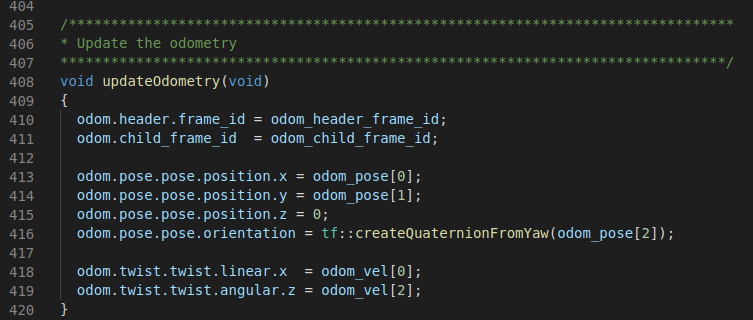 404
405 /*******************************************************************************
406 * Update the odometry
407 *******************************************************************************/
408 void updateOdometry(void)
409 {
410   odom.header.frame_id = odom_header_frame_id;
411   odom.child_frame_id  = odom_child_frame_id;
412
413   odom.pose.pose.position.x = odom_pose[0];
414   odom.pose.pose.position.y = odom_pose[1];
415   odom.pose.pose.position.z = 0;
416   odom.pose.pose.orientation = tf::createQuaternionFromYaw(odom_pose[2]);
417
418   odom.twist.twist.linear.x  = odom_vel[0];
419   odom.twist.twist.angular.z = odom_vel[2];
420 }